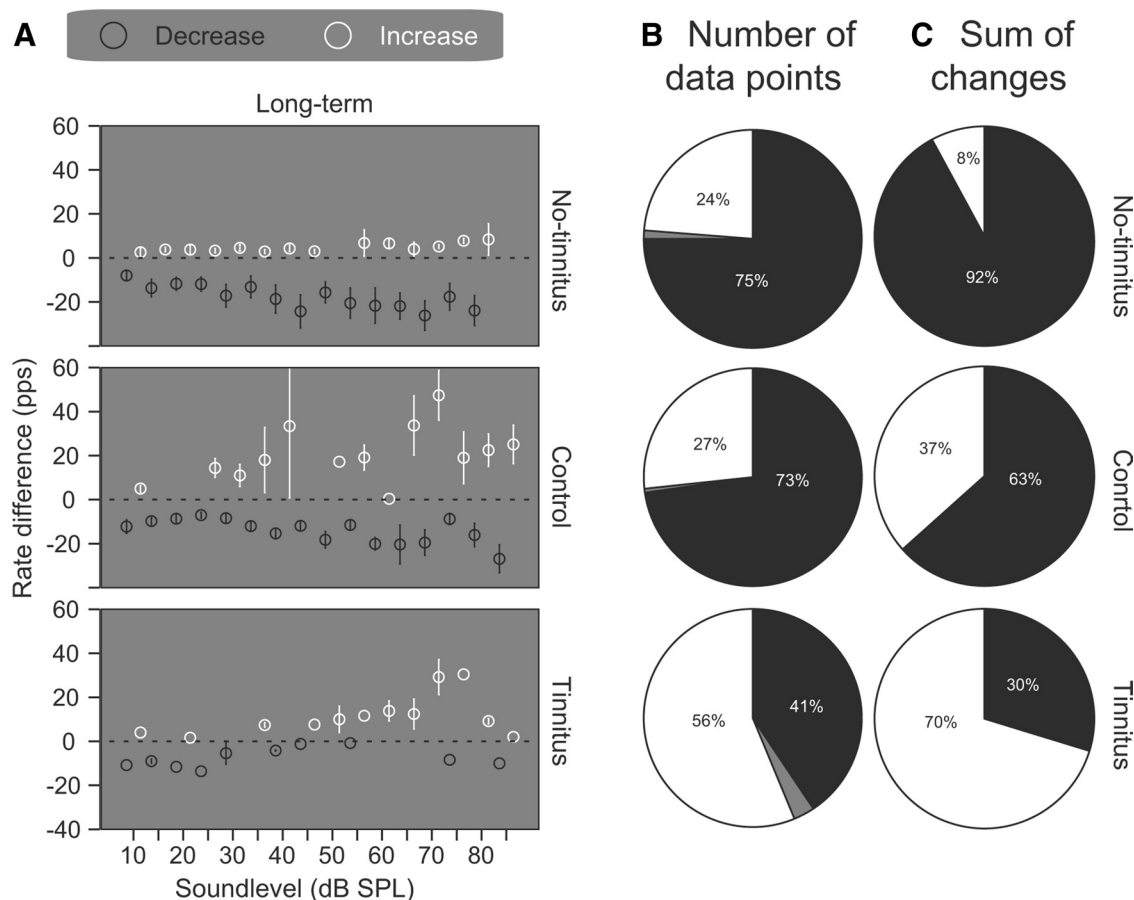 A
Decrease
Increase
Long-term
60
40
20
0
-20
No-tinnitus
60
40
20
0
-20
Control
60
40
20
0
-20
-40
Tinnitus
10 20 30 40 50 60 70 80
Soundlevel (dB SPL)
Rate difference (pps)
B Number of
data points
24%
75%
27%
73%
56%
41%
C Sum of
changes
8%
92%
No-tinnitus
37%
63%
Conrtol
70%
30%
Tinnitus